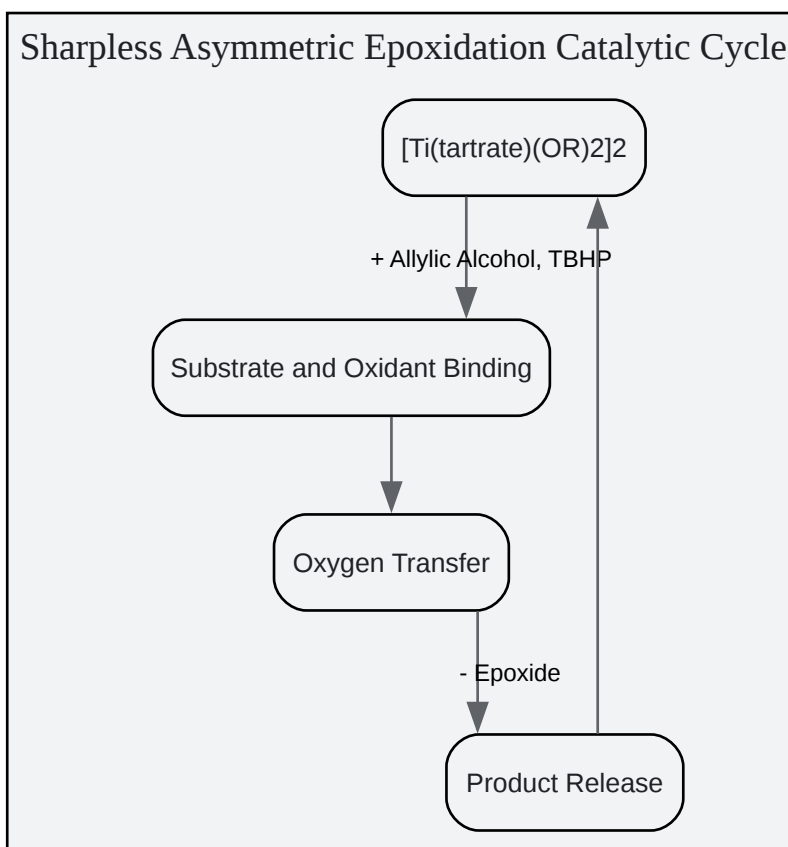 Sharpless Asymmetric Epoxidation Catalytic Cycle
[Ti(tartrate)(OR)2]2
+ Allylic Alcohol, TBHP
Substrate and Oxidant Binding
Oxygen Transfer
- Epoxide
Product Release